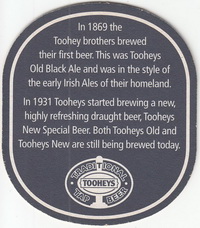 In 1869 the
Toohey brothers brewed
their first beer. This was Tooheys
Old Black Ale and was in the style of
the early Irish Ales of their homeland.
In 1931 Tooheys started brewing a new,
highly refreshing draught beer, Tooheys
New Special Beer. Both Tooheys Old and
Tooheys New are still being brewed today.
TRADITIONAL
TOOHEYS
TAP BEER